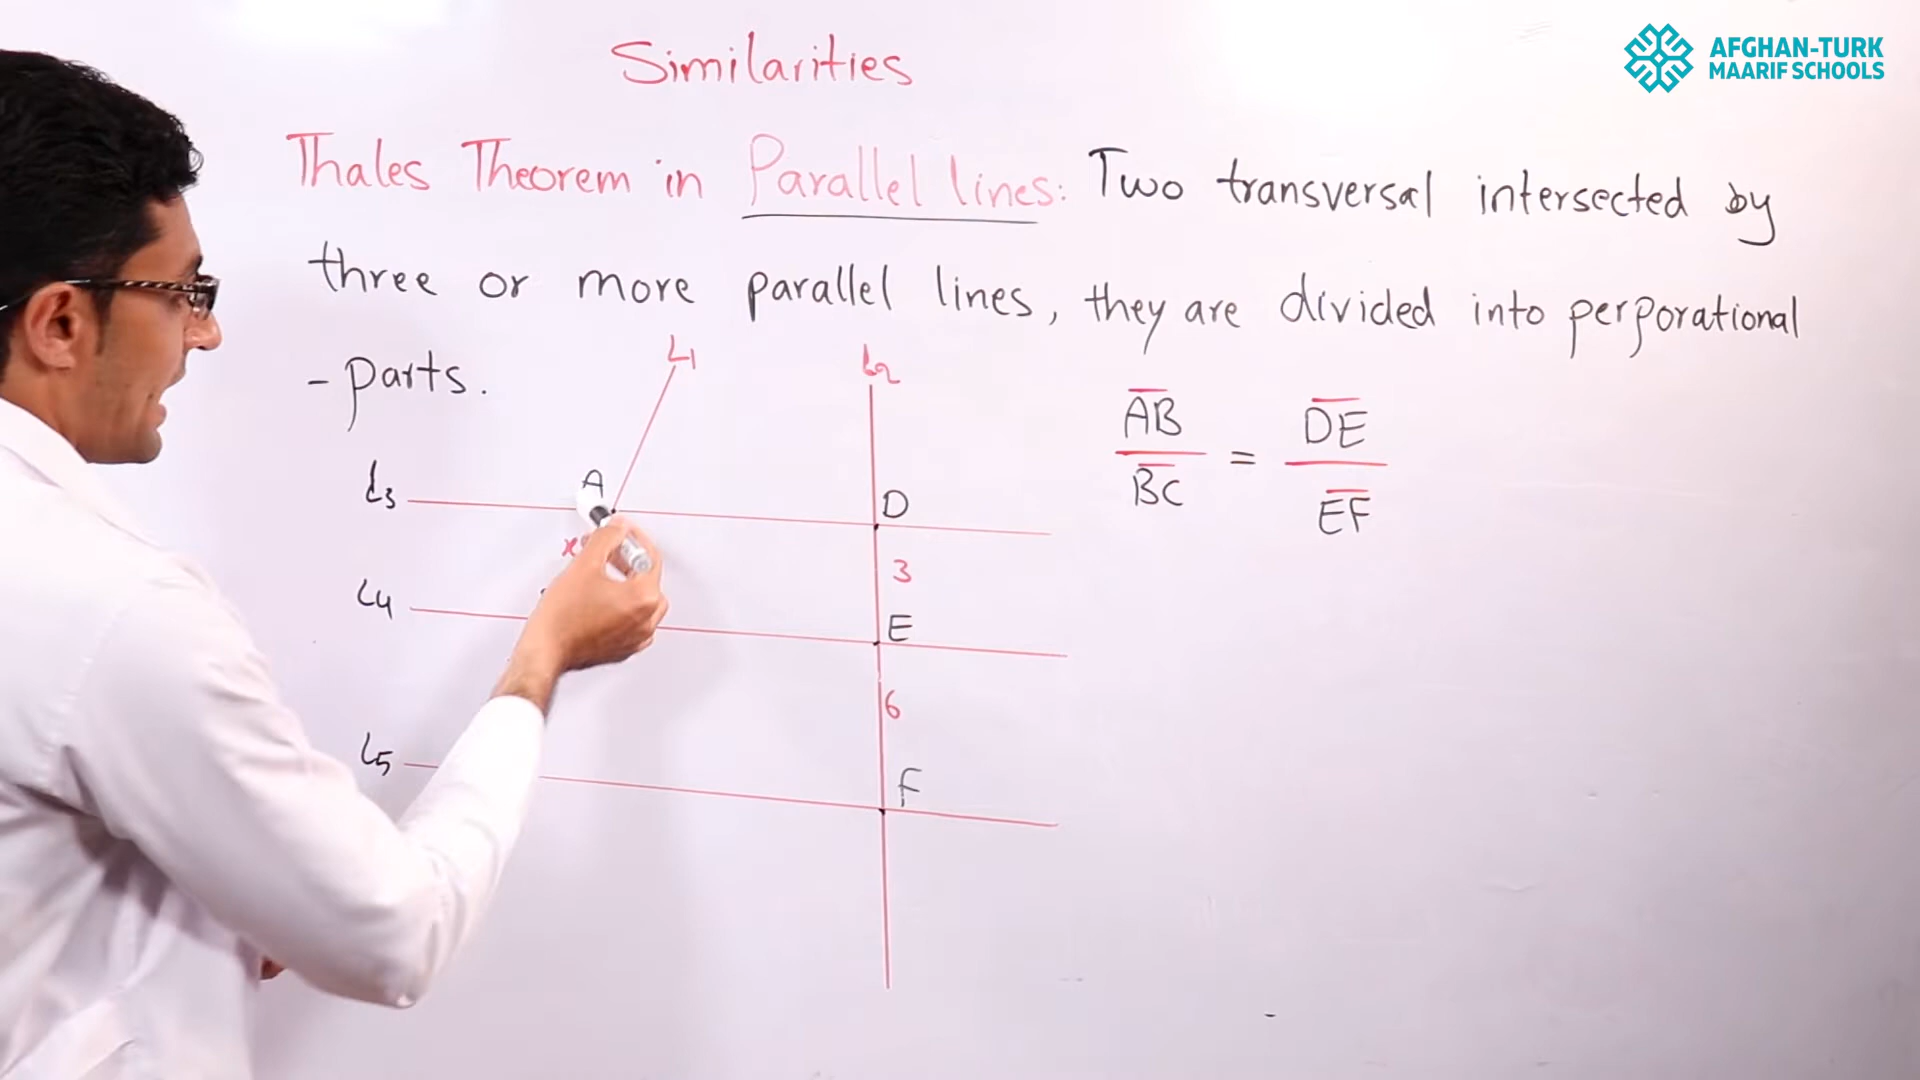 Similarities
AFGHAN-TURK
MAARIF SCHOOLS
Thales Theorem in Parallel lines: Two transversal intersected by
three or more parallel lines, they are divided into perporational
- parts.
L1
L2
AB
BC
=
DE
EF
L3
A
D
x
3
L4
E
6
L5
F